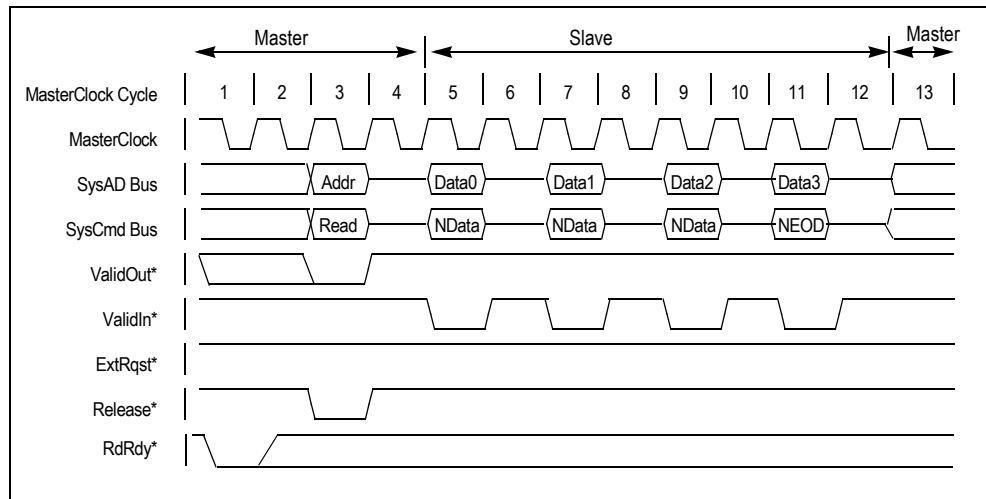 Master Slave Master
MasterClock Cycle 1 2 3 4 5 6 7 8 9 10 11 12 13
MasterClock
SysAD Bus Addr Data0 Data1 Data2 Data3
SysCmd Bus Read NData NData NData NEOD
ValidOut*
ValidIn*
ExtRqst*
Release*
RdRdy*